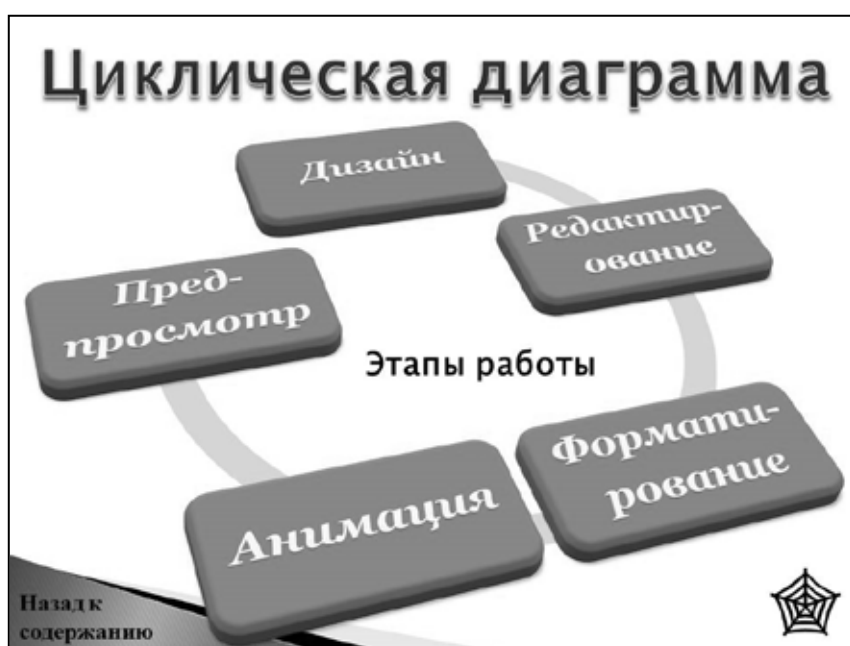 Циклическая диаграмма
Дизайн
Редактир-
ование
Пред-
просмотр
Этапы работы
Формати-
рование
Анимация
Назад к
содержанию